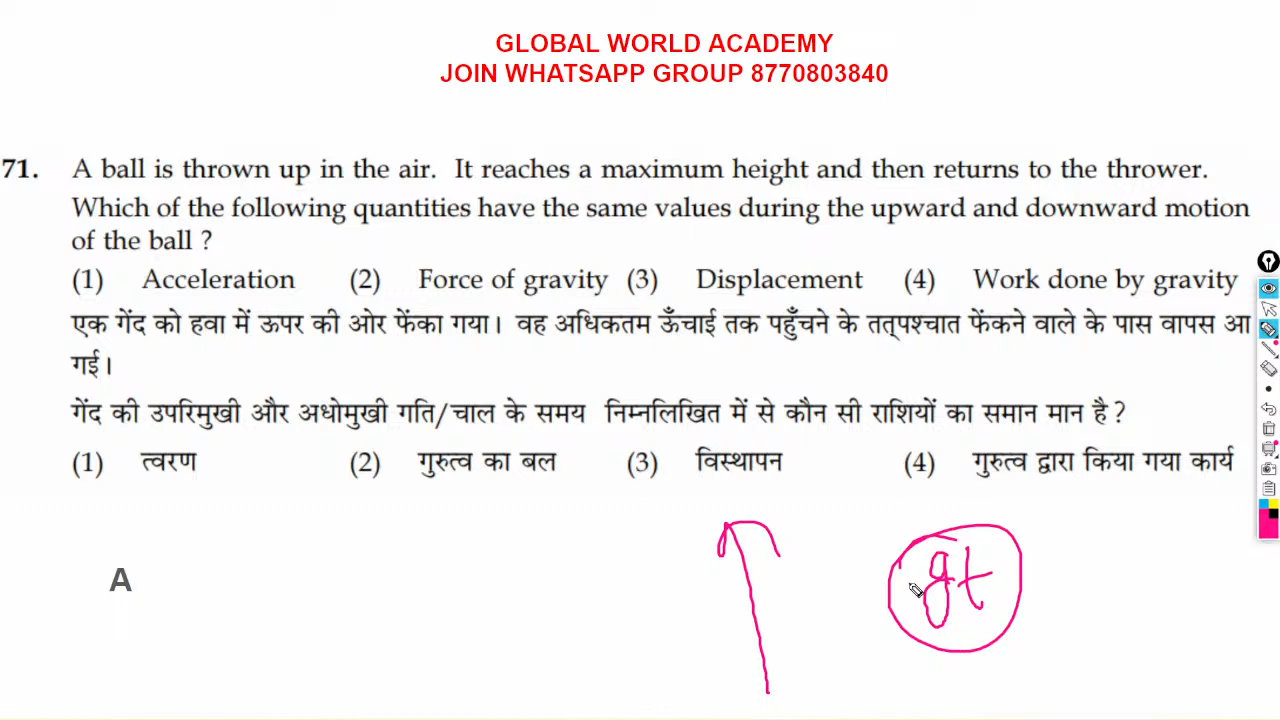 GLOBAL WORLD ACADEMY
JOIN WHATSAPP GROUP 8770803840
71. A ball is thrown up in the air. It reaches a maximum height and then returns to the thrower.
Which of the following quantities have the same values during the upward and downward motion
of the ball ?
(1) Acceleration (2) Force of gravity (3) Displacement (4) Work done by gravity
एक गेंद को हवा में ऊपर की ओर फेंका गया। वह अधिकतम ऊँचाई तक पहुँचने के तत्पश्चात फेंकने वाले के पास वापस आ
गई।
गेंद की उपरिमुखी और अधोमुखी गति/चाल के समय निम्नलिखित में से कौन सी राशियों का समान मान है ?
(1) त्वरण (2) गुरुत्व का बल (3) विस्थापन (4) गुरुत्व द्वारा किया गया कार्य
A
gt